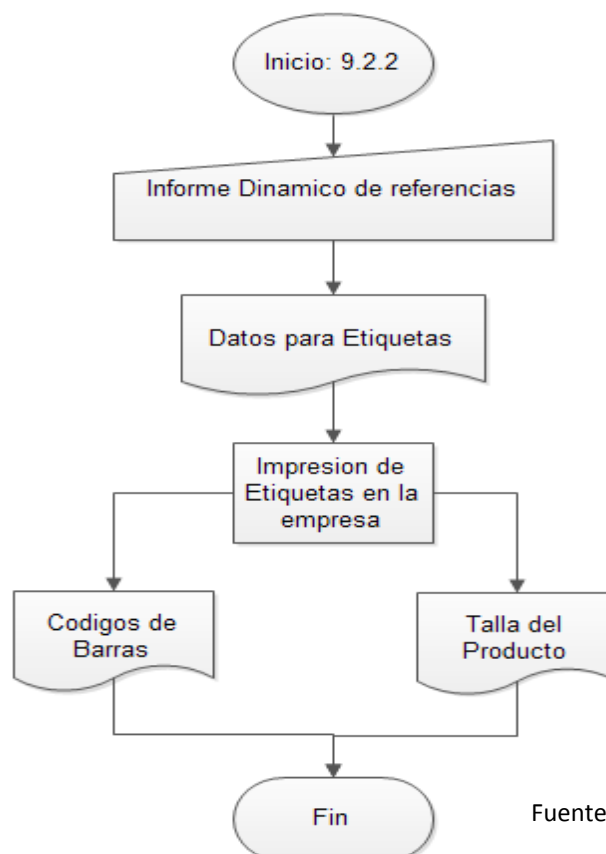 Inicio: 9.2.2
Informe Dinamico de referencias
Datos para Etiquetas
Impresion de
Etiquetas en la
empresa
Codigos de
Barras
Talla del
Producto
Fin
Fuente